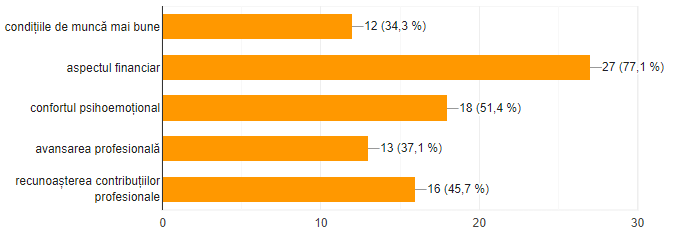 condițiile de muncă mai bune
12 (34,3 %)
aspectul financiar
27 (77,1 %)
confortul psihoemoțional
18 (51,4 %)
avansarea profesională
13 (37,1 %)
recunoașterea contribuțiilor
profesionale
16 (45,7 %)
0
10
20
30